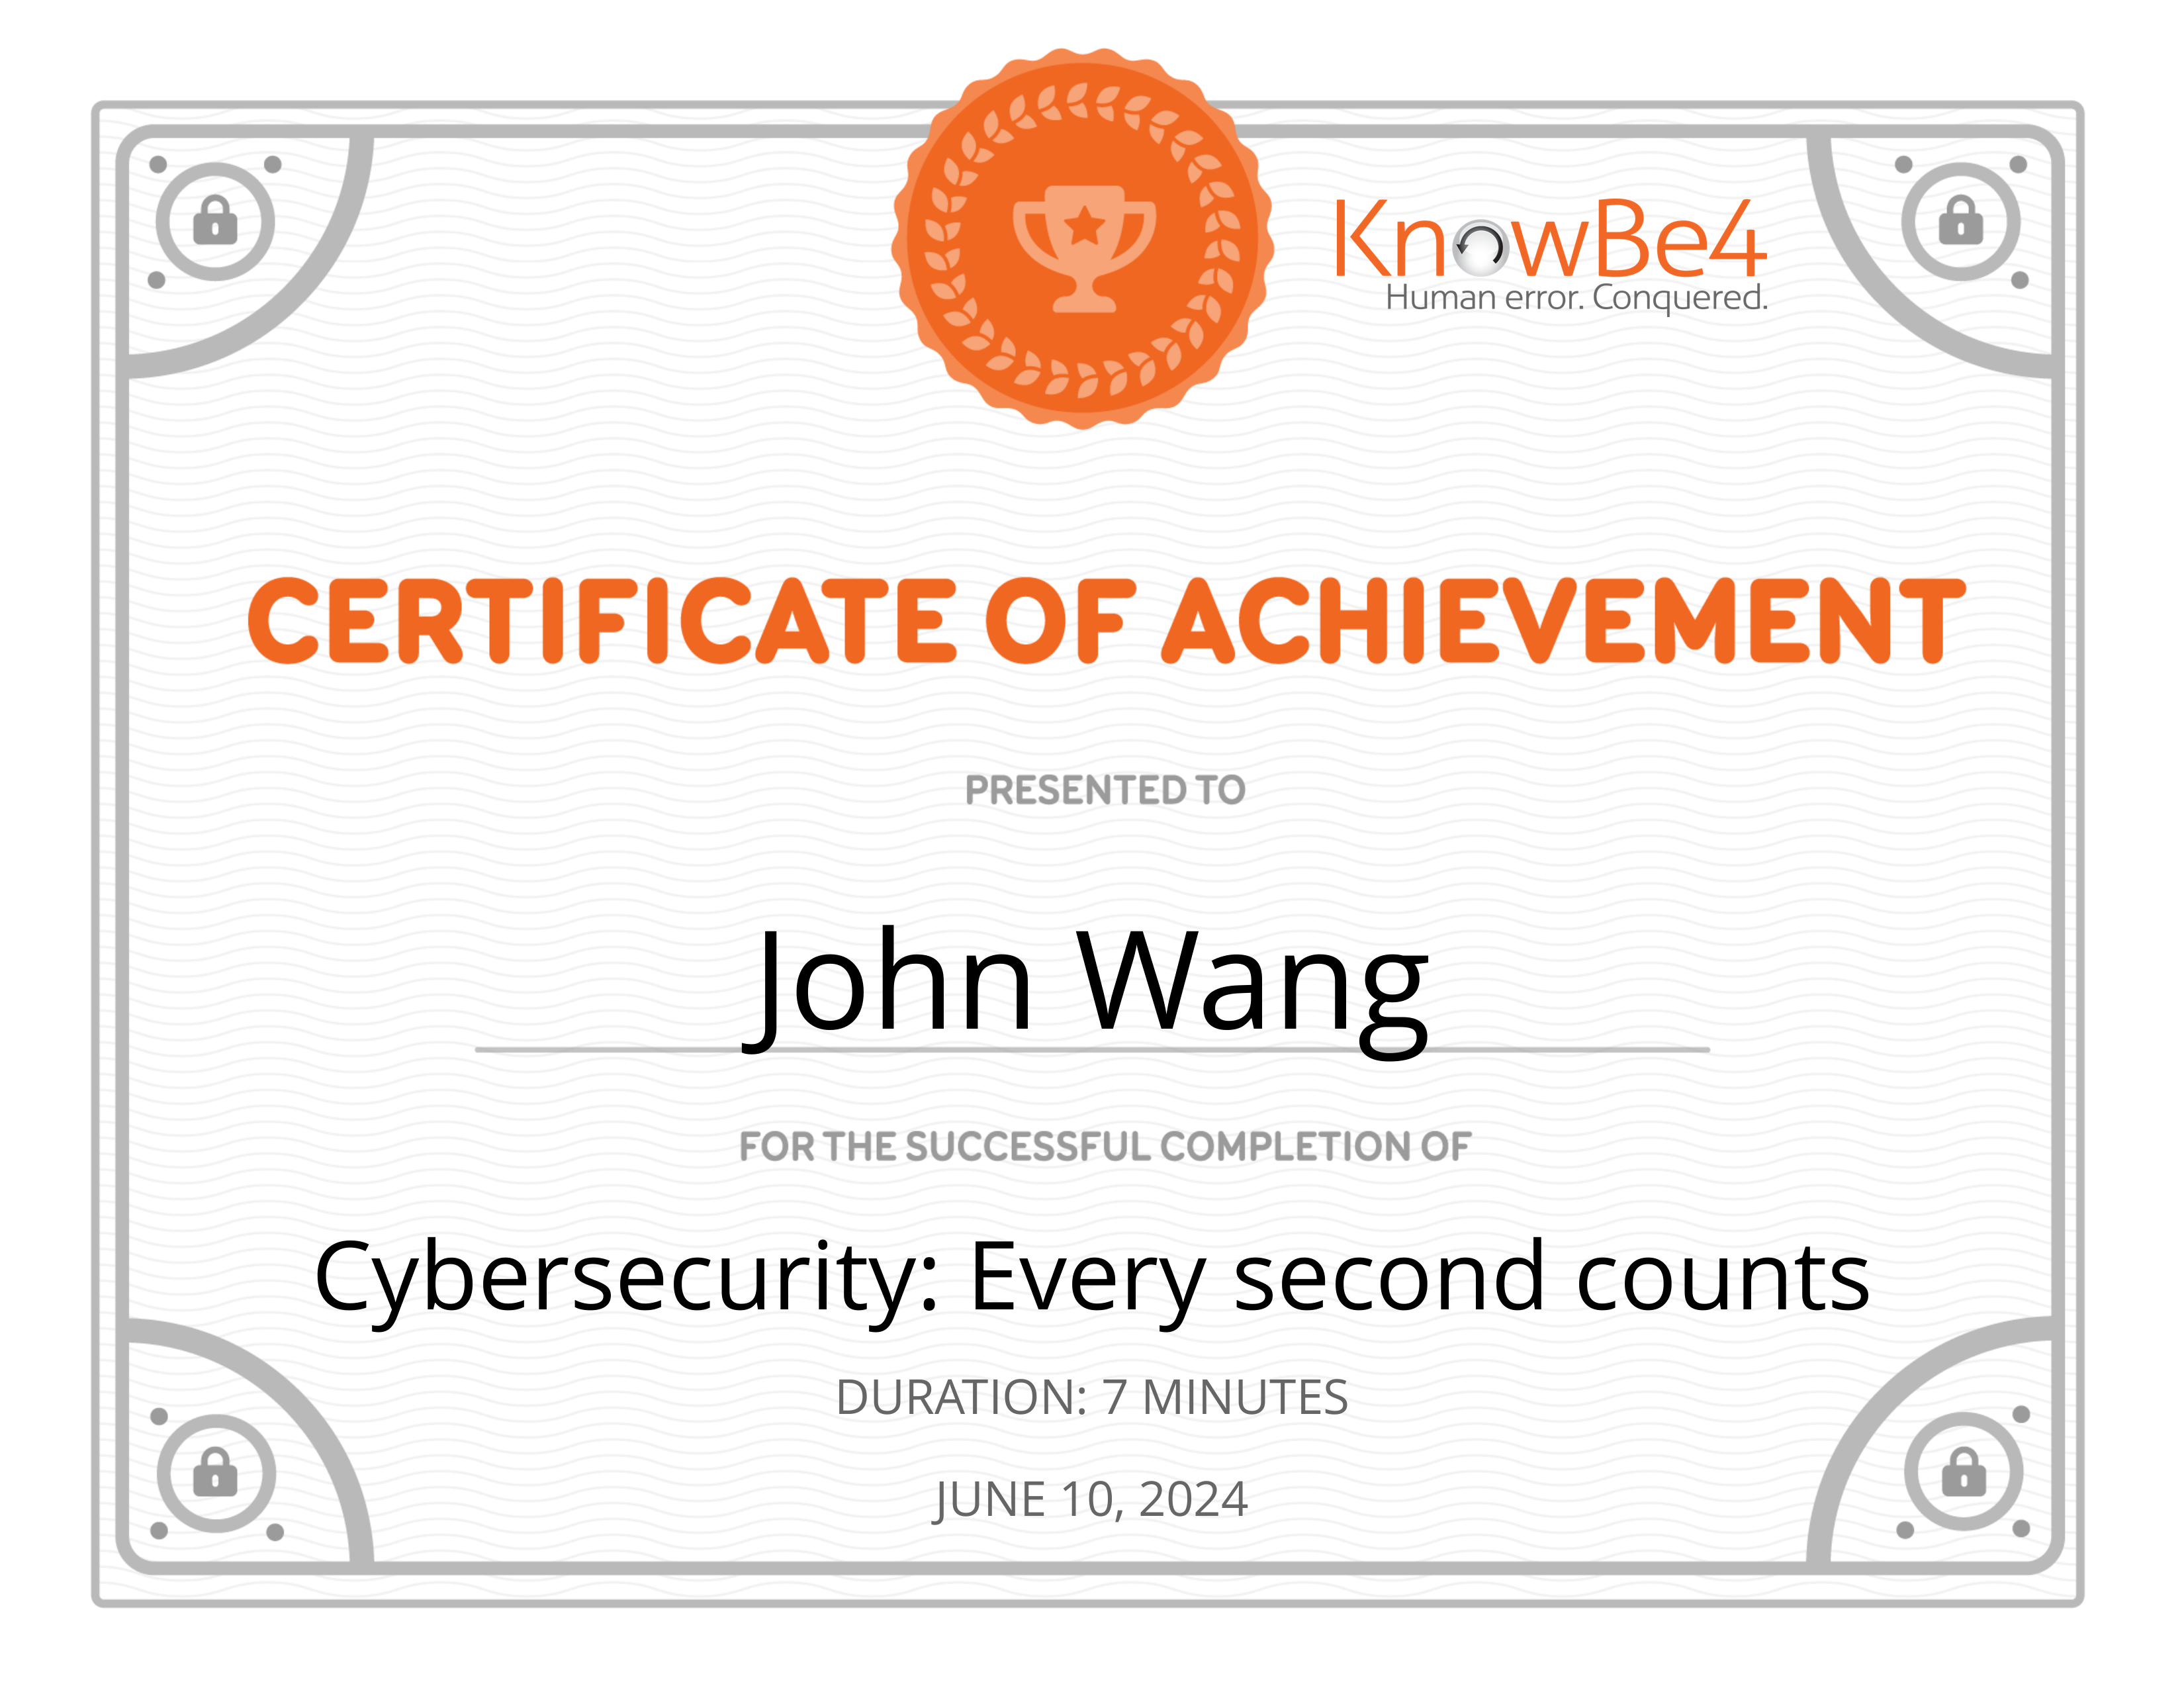 KnowBe4
Human error. Conquered.
CERTIFICATE OF ACHIEVEMENT
PRESENTED TO
John Wang
FOR THE SUCCESSFUL COMPLETION OF
Cybersecurity: Every second counts
DURATION: 7 MINUTES
JUNE 10, 2024